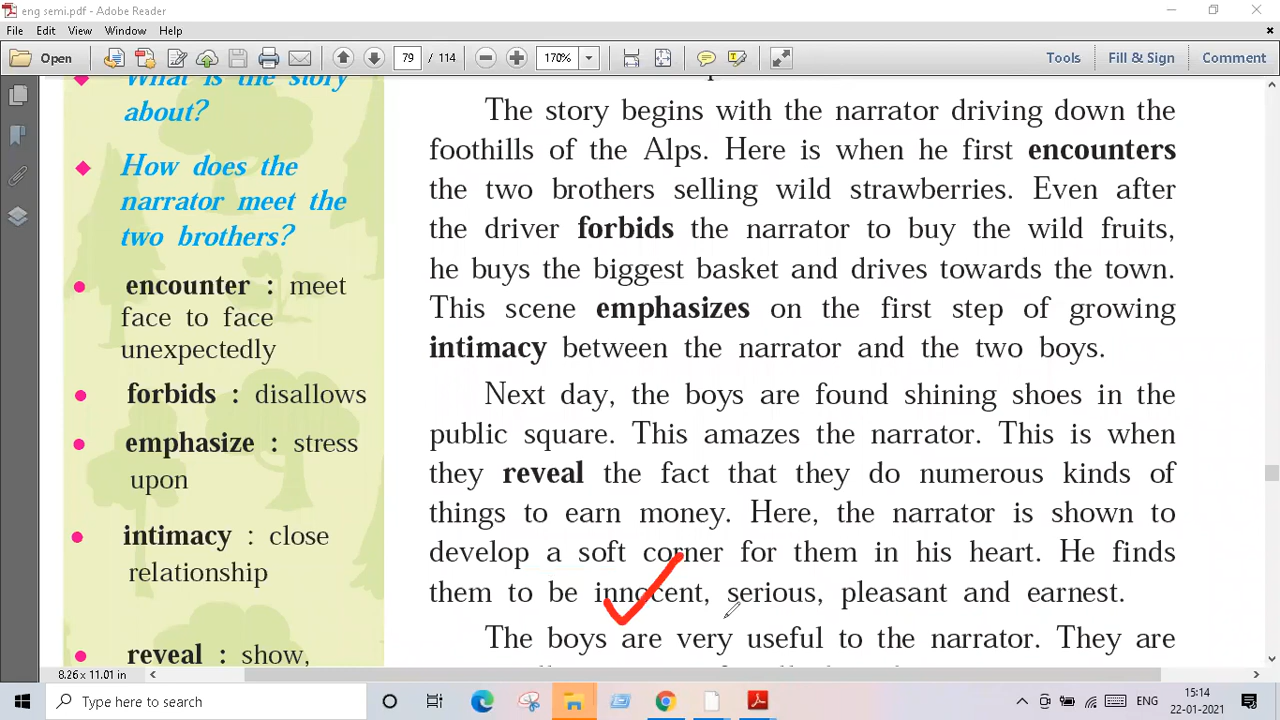 eng semi.pdf - Adobe Reader
File Edit View Window Help
Open 79 / 114 170% Tools Fill & Sign Comment
What is the story
about?
How does the
narrator meet the
two brothers?
encounter : meet
face to face
unexpectedly
forbids : disallows
emphasize : stress
upon
intimacy : close
relationship
reveal : show,
The story begins with the narrator driving down the
foothills of the Alps. Here is when he first encounters
the two brothers selling wild strawberries. Even after
the driver forbids the narrator to buy the wild fruits,
he buys the biggest basket and drives towards the town.
This scene emphasizes on the first step of growing
intimacy between the narrator and the two boys.
Next day, the boys are found shining shoes in the
public square. This amazes the narrator. This is when
they reveal the fact that they do numerous kinds of
things to earn money. Here, the narrator is shown to
develop a soft corner for them in his heart. He finds
them to be innocent, serious, pleasant and earnest.
The boys are very useful to the narrator. They are
8.26 x 11.01 in
Type here to search
ENG
15:14
22-01-2021